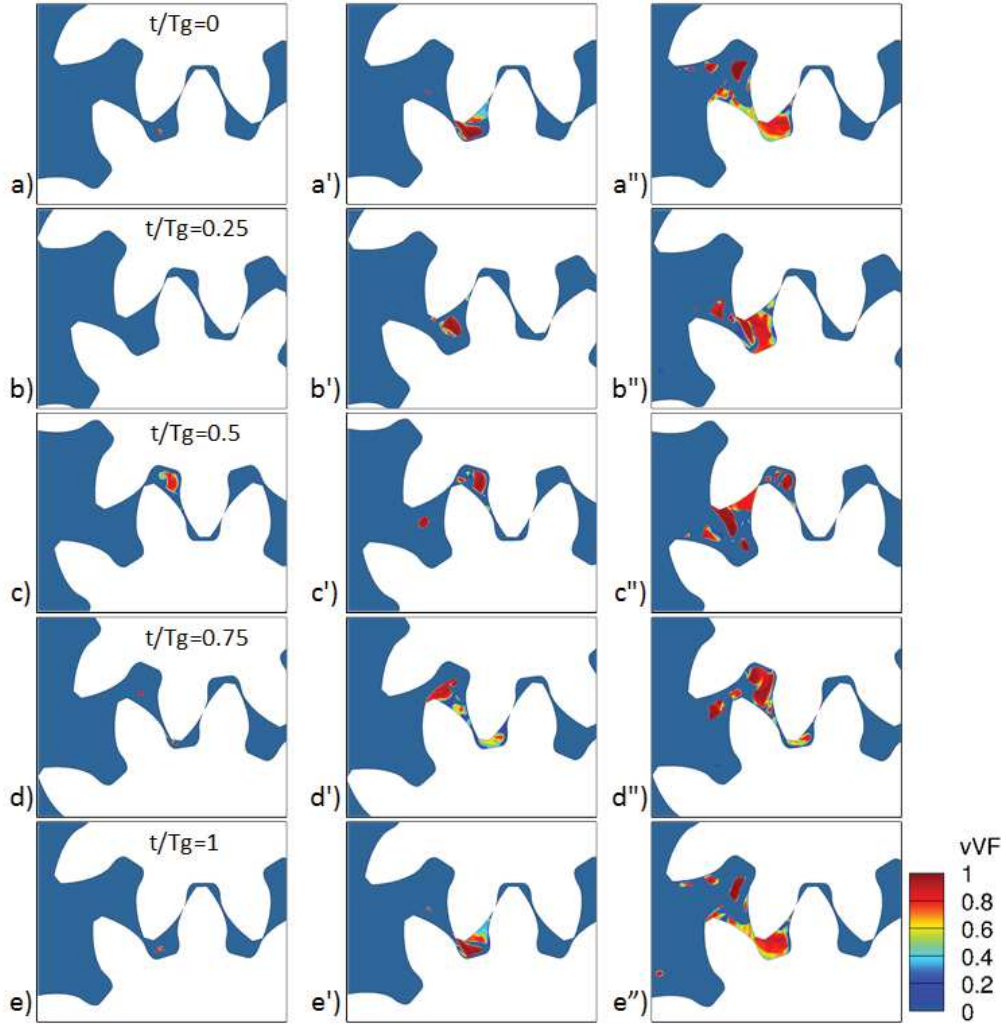 t/Tg=0
a)
a')
a")
t/Tg=0.25
b)
b')
b")
t/Tg=0.5
c)
c')
c")
t/Tg=0.75
d)
d')
d")
t/Tg=1
e)
e')
e”)
vVF
1
0.8
0.6
0.4
0.2
0